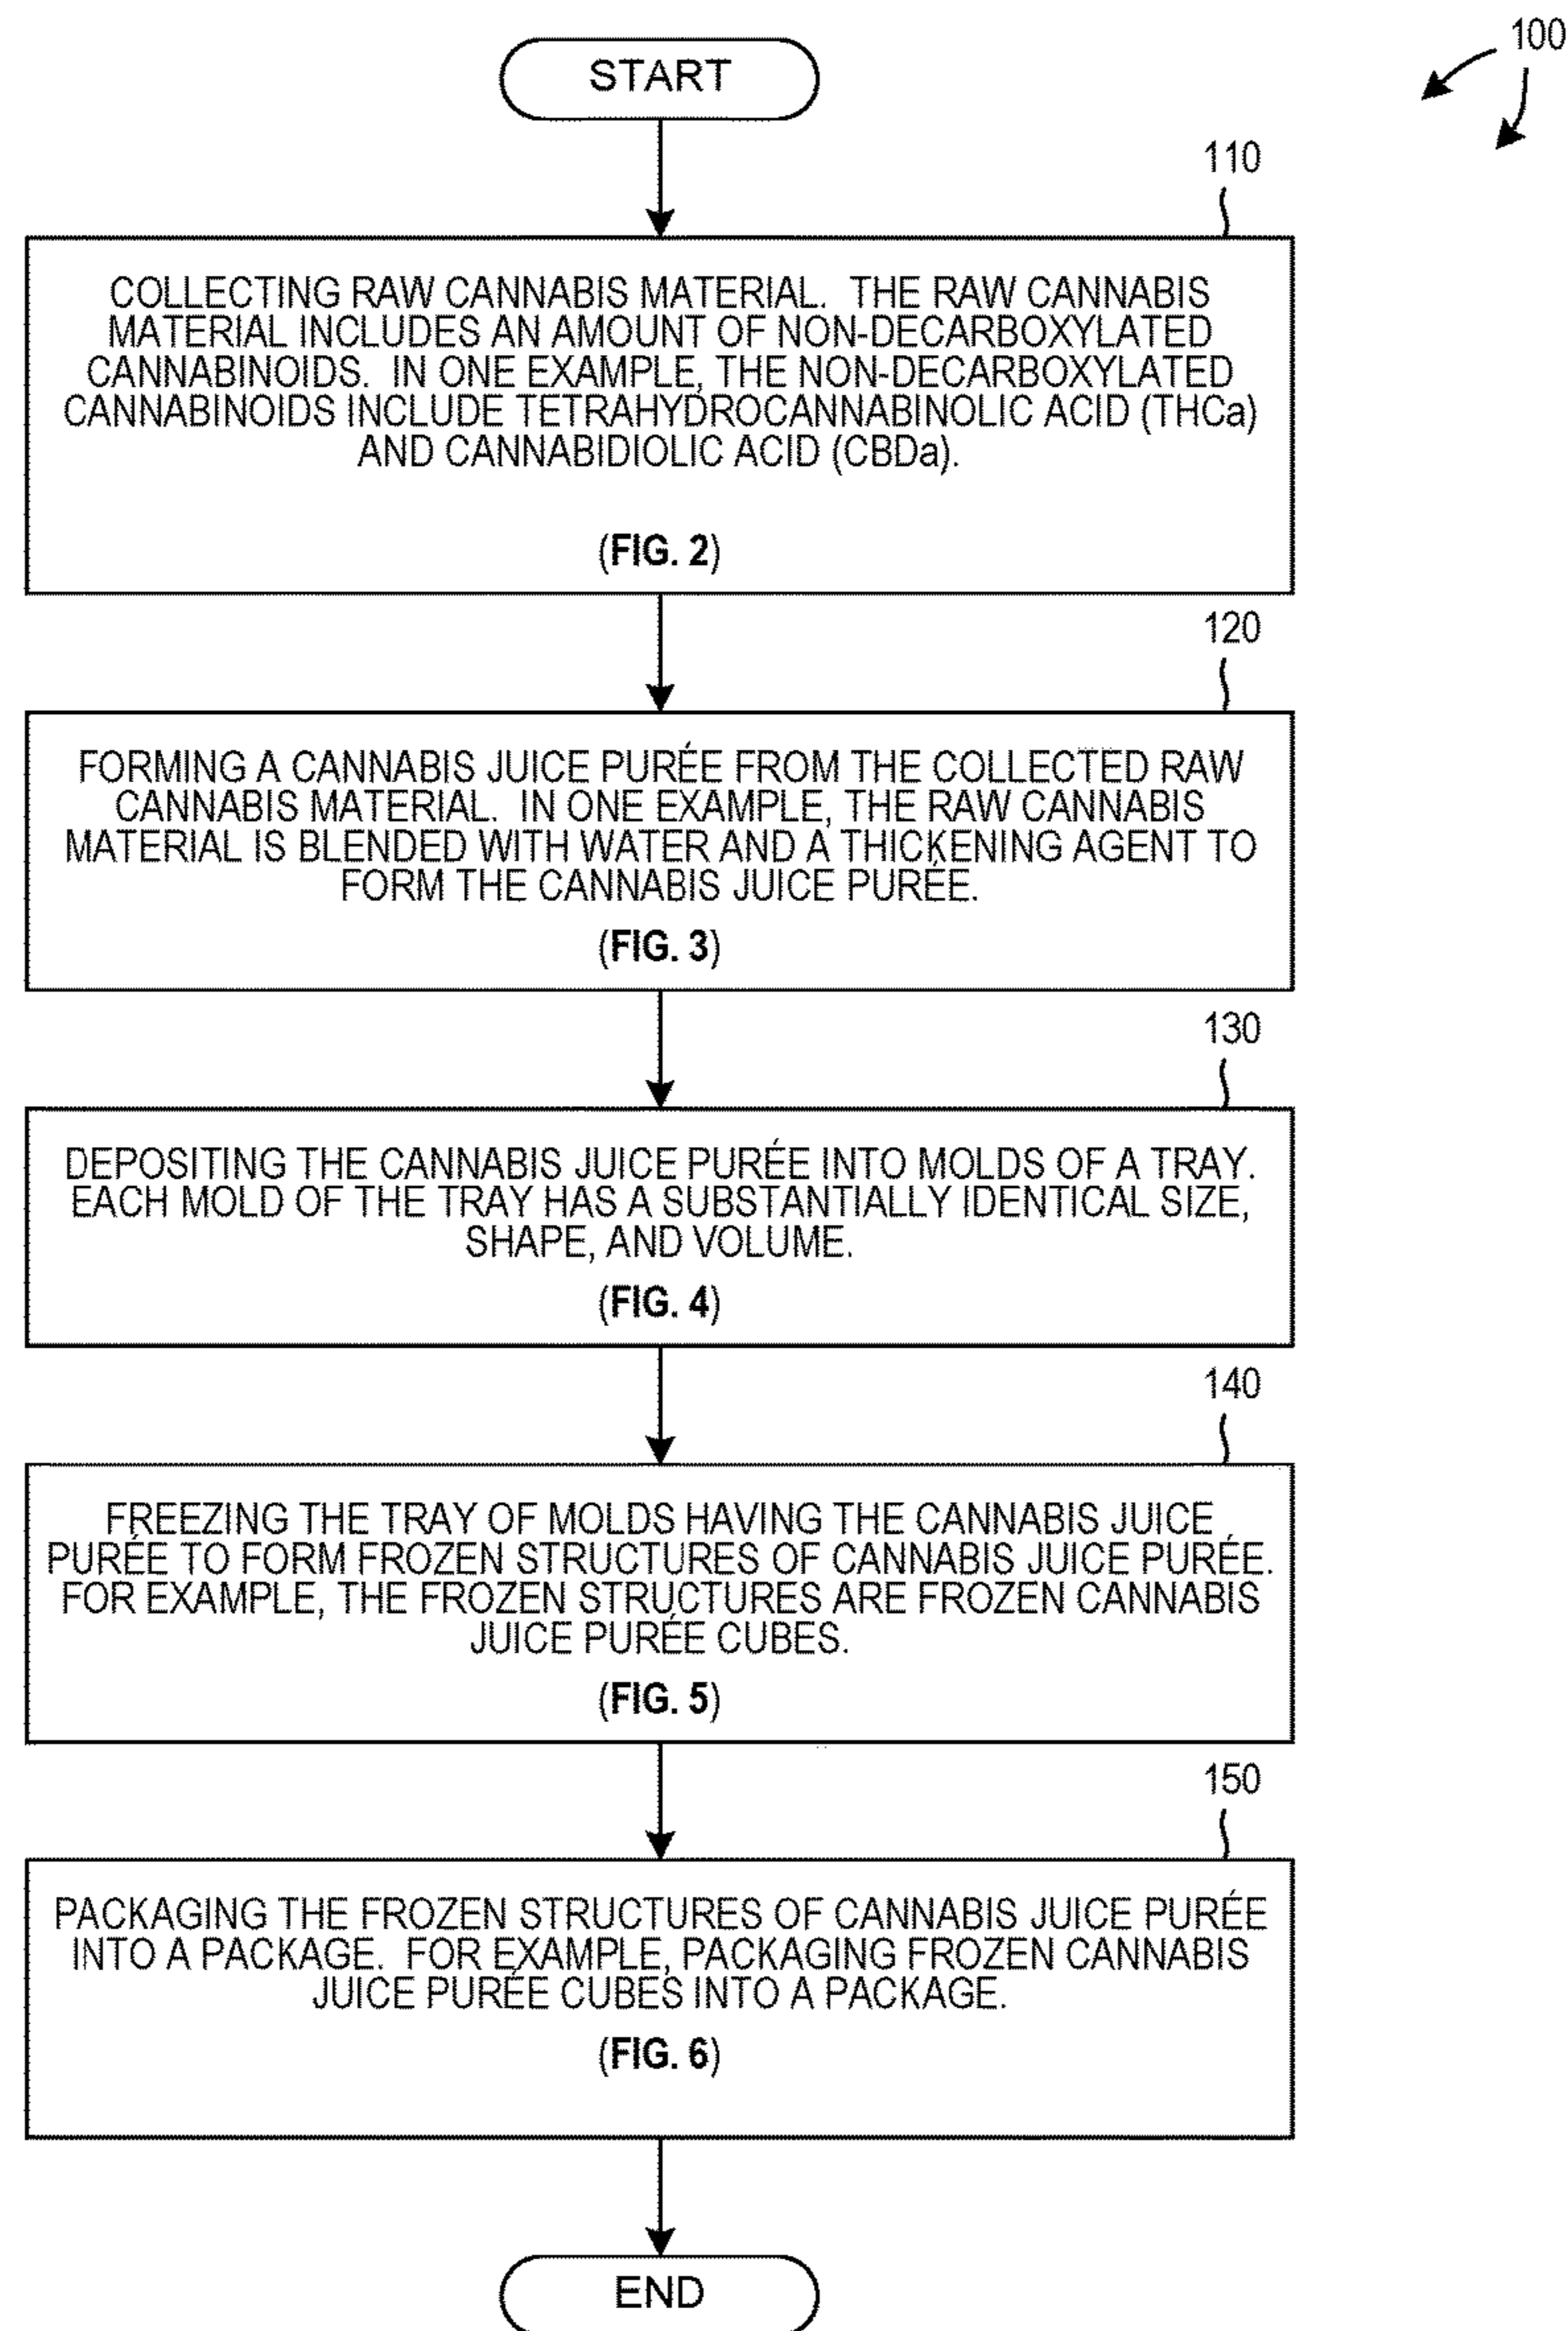 100
START
110
COLLECTING RAW CANNABIS MATERIAL. THE RAW CANNABIS
MATERIAL INCLUDES AN AMOUNT OF NON-DECARBOXYLATED
CANNABINOIDS. IN ONE EXAMPLE, THE NON-DECARBOXYLATED
CANNABINOIDS INCLUDE TETRAHYDROCANNABINOLIC ACID (THCa)
AND CANNABIDIOLIC ACID (CBDa).
(FIG. 2)
120
FORMING A CANNABIS JUICE PURÉE FROM THE COLLECTED RAW
CANNABIS MATERIAL. IN ONE EXAMPLE, THE RAW CANNABIS
MATERIAL IS BLENDED WITH WATER AND A THICKENING AGENT TO
FORM THE CANNABIS JUICE PURÉE.
(FIG. 3)
130
DEPOSITING THE CANNABIS JUICE PURÉE INTO MOLDS OF A TRAY.
EACH MOLD OF THE TRAY HAS A SUBSTANTIALLY IDENTICAL SIZE,
SHAPE, AND VOLUME.
(FIG. 4)
140
FREEZING THE TRAY OF MOLDS HAVING THE CANNABIS JUICE
PURÉE TO FORM FROZEN STRUCTURES OF CANNABIS JUICE PURÉE.
FOR EXAMPLE, THE FROZEN STRUCTURES ARE FROZEN CANNABIS
JUICE PURÉE CUBES.
(FIG. 5)
150
PACKAGING THE FROZEN STRUCTURES OF CANNABIS JUICE PURÉE
INTO A PACKAGE. FOR EXAMPLE, PACKAGING FROZEN CANNABIS
JUICE PURÉE CUBES INTO A PACKAGE.
(FIG. 6)
END